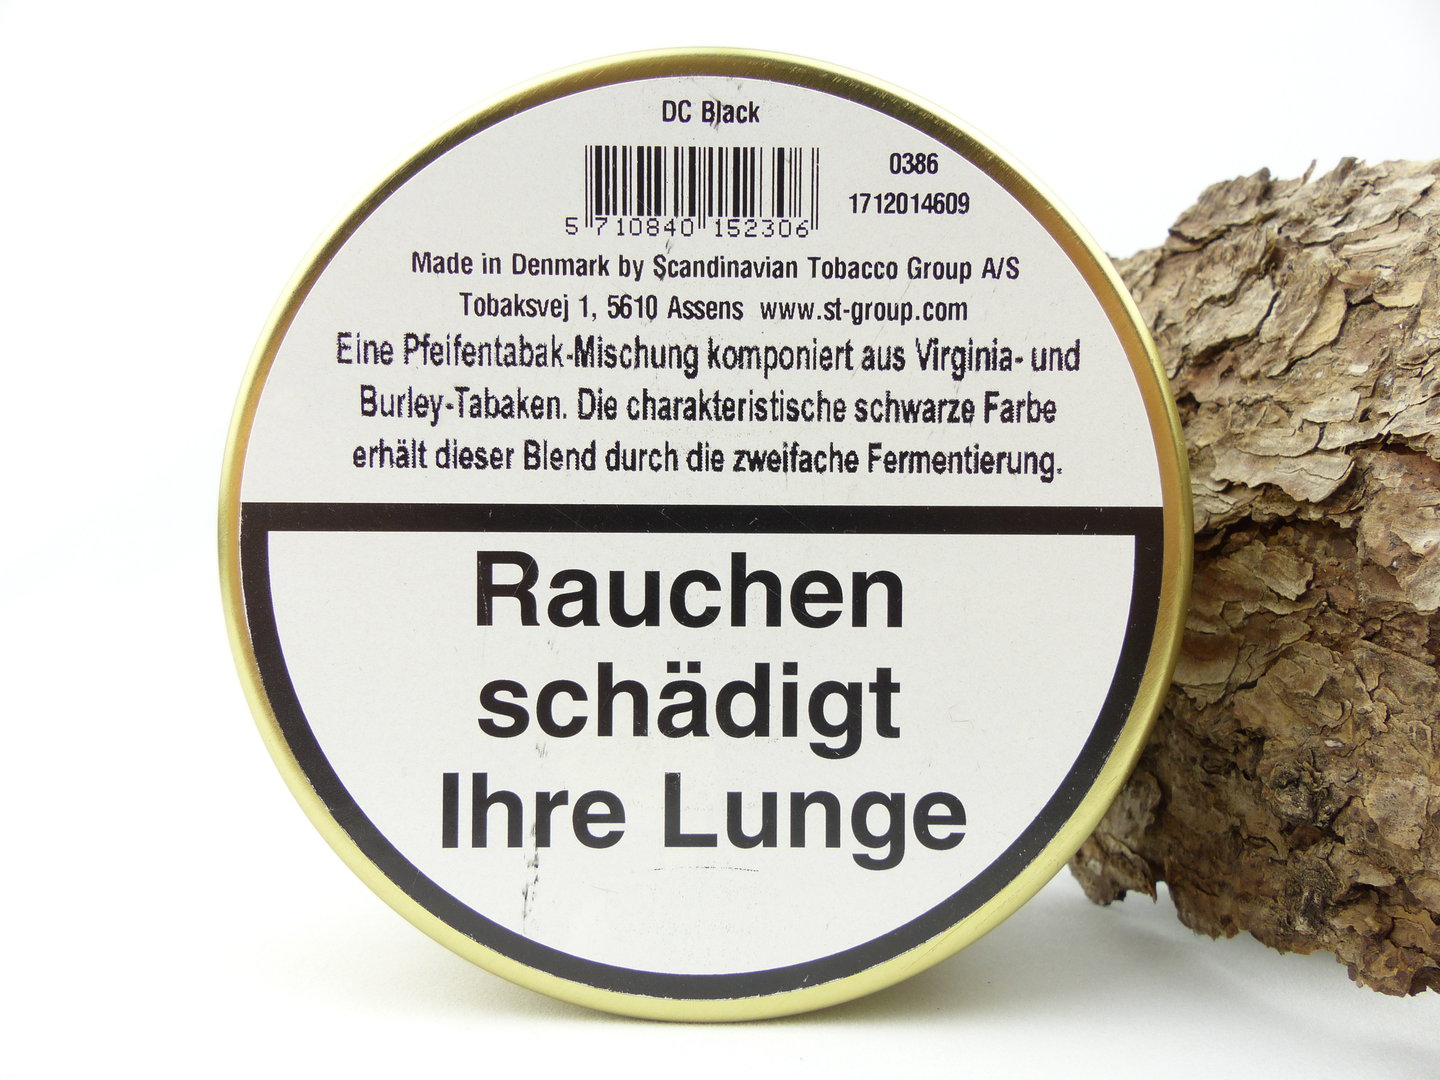 DC Black
0386
1712014609
5 710840 152306
Made in Denmark by Scandinavian Tobacco Group A/S
Tobaksvej 1, 5610 Assens www.st-group.com
Eine Pfeifentabak-Mischung komponiert aus Virginia- und
Burley-Tabaken. Die charakteristische schwarze Farbe
erhält dieser Blend durch die zweifache Fermentierung.
Rauchen
schädigt
Ihre Lunge